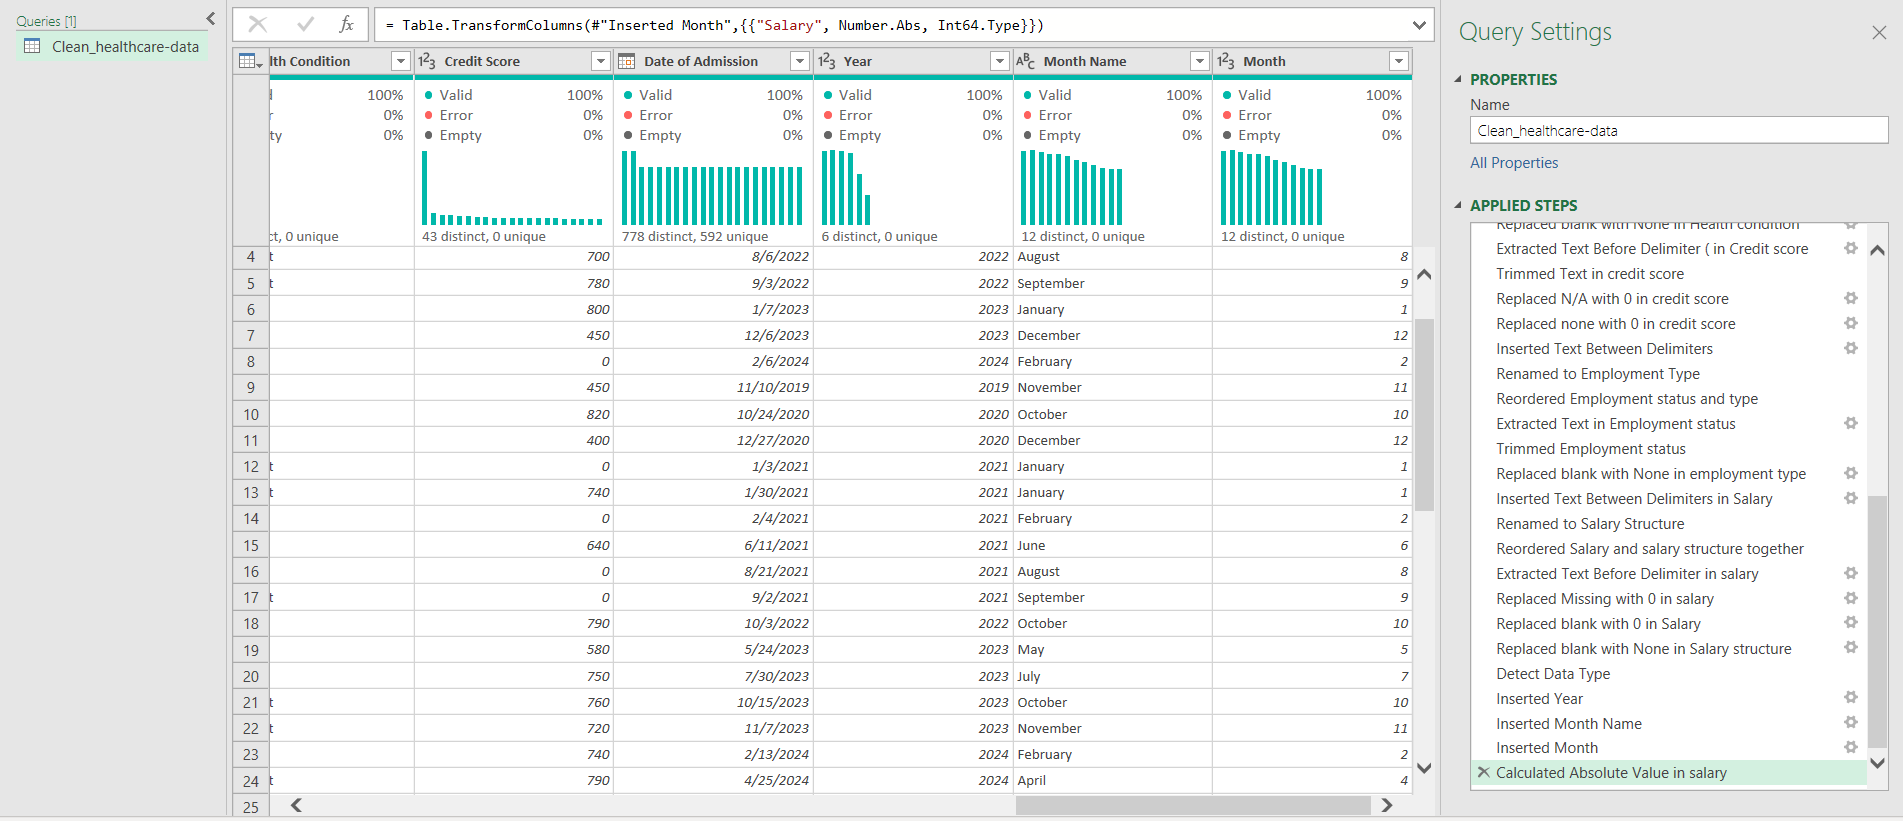 Queries [1]
Clean_healthcare-data
= Table.TransformColumns(#"Inserted Month",{{"Salary", Number.Abs, Int64.Type}})
lth Condition
Credit Score
Date of Admission
Year
Month Name
Month
100% Valid 100% Valid 100% Valid 100% Valid 100% Valid 100%
0% Error 0% Error 0% Error 0% Error 0% Error 0%
ty 0% Empty 0% Empty 0% Empty 0% Empty 0% Empty 0%
ct, 0 unique 43 distinct, 0 unique 778 distinct, 592 unique 6 distinct, 0 unique 12 distinct, 0 unique 12 distinct, 0 unique
4 t 700 8/6/2022 2022 August 8
5 t 780 9/3/2022 2022 September 9
6 800 1/7/2023 2023 January 1
7 450 12/6/2023 2023 December 12
8 0 2/6/2024 2024 February 2
9 450 11/10/2019 2019 November 11
10 820 10/24/2020 2020 October 10
11 400 12/27/2020 2020 December 12
12 t 0 1/3/2021 2021 January 1
13 t 740 1/30/2021 2021 January 1
14 0 2/4/2021 2021 February 2
15 640 6/11/2021 2021 June 6
16 0 8/21/2021 2021 August 8
17 t 0 9/2/2021 2021 September 9
18 790 10/3/2022 2022 October 10
19 580 5/24/2023 2023 May 5
20 750 7/30/2023 2023 July 7
21 t 760 10/15/2023 2023 October 10
22 t 720 11/7/2023 2023 November 11
23 740 2/13/2024 2024 February 2
24 t 790 4/25/2024 2024 April 4
25
Query Settings
PROPERTIES
Name
Clean_healthcare-data
All Properties
APPLIED STEPS
Replaced blank with None in Health condition
Extracted Text Before Delimiter ( in Credit score
Trimmed Text in credit score
Replaced N/A with 0 in credit score
Replaced none with 0 in credit score
Inserted Text Between Delimiters
Renamed to Employment Type
Reordered Employment status and type
Extracted Text in Employment status
Trimmed Employment status
Replaced blank with None in employment type
Inserted Text Between Delimiters in Salary
Renamed to Salary Structure
Reordered Salary and salary structure together
Extracted Text Before Delimiter in salary
Replaced Missing with 0 in salary
Replaced blank with 0 in Salary
Replaced blank with None in Salary structure
Detect Data Type
Inserted Year
Inserted Month Name
Inserted Month
Calculated Absolute Value in salary